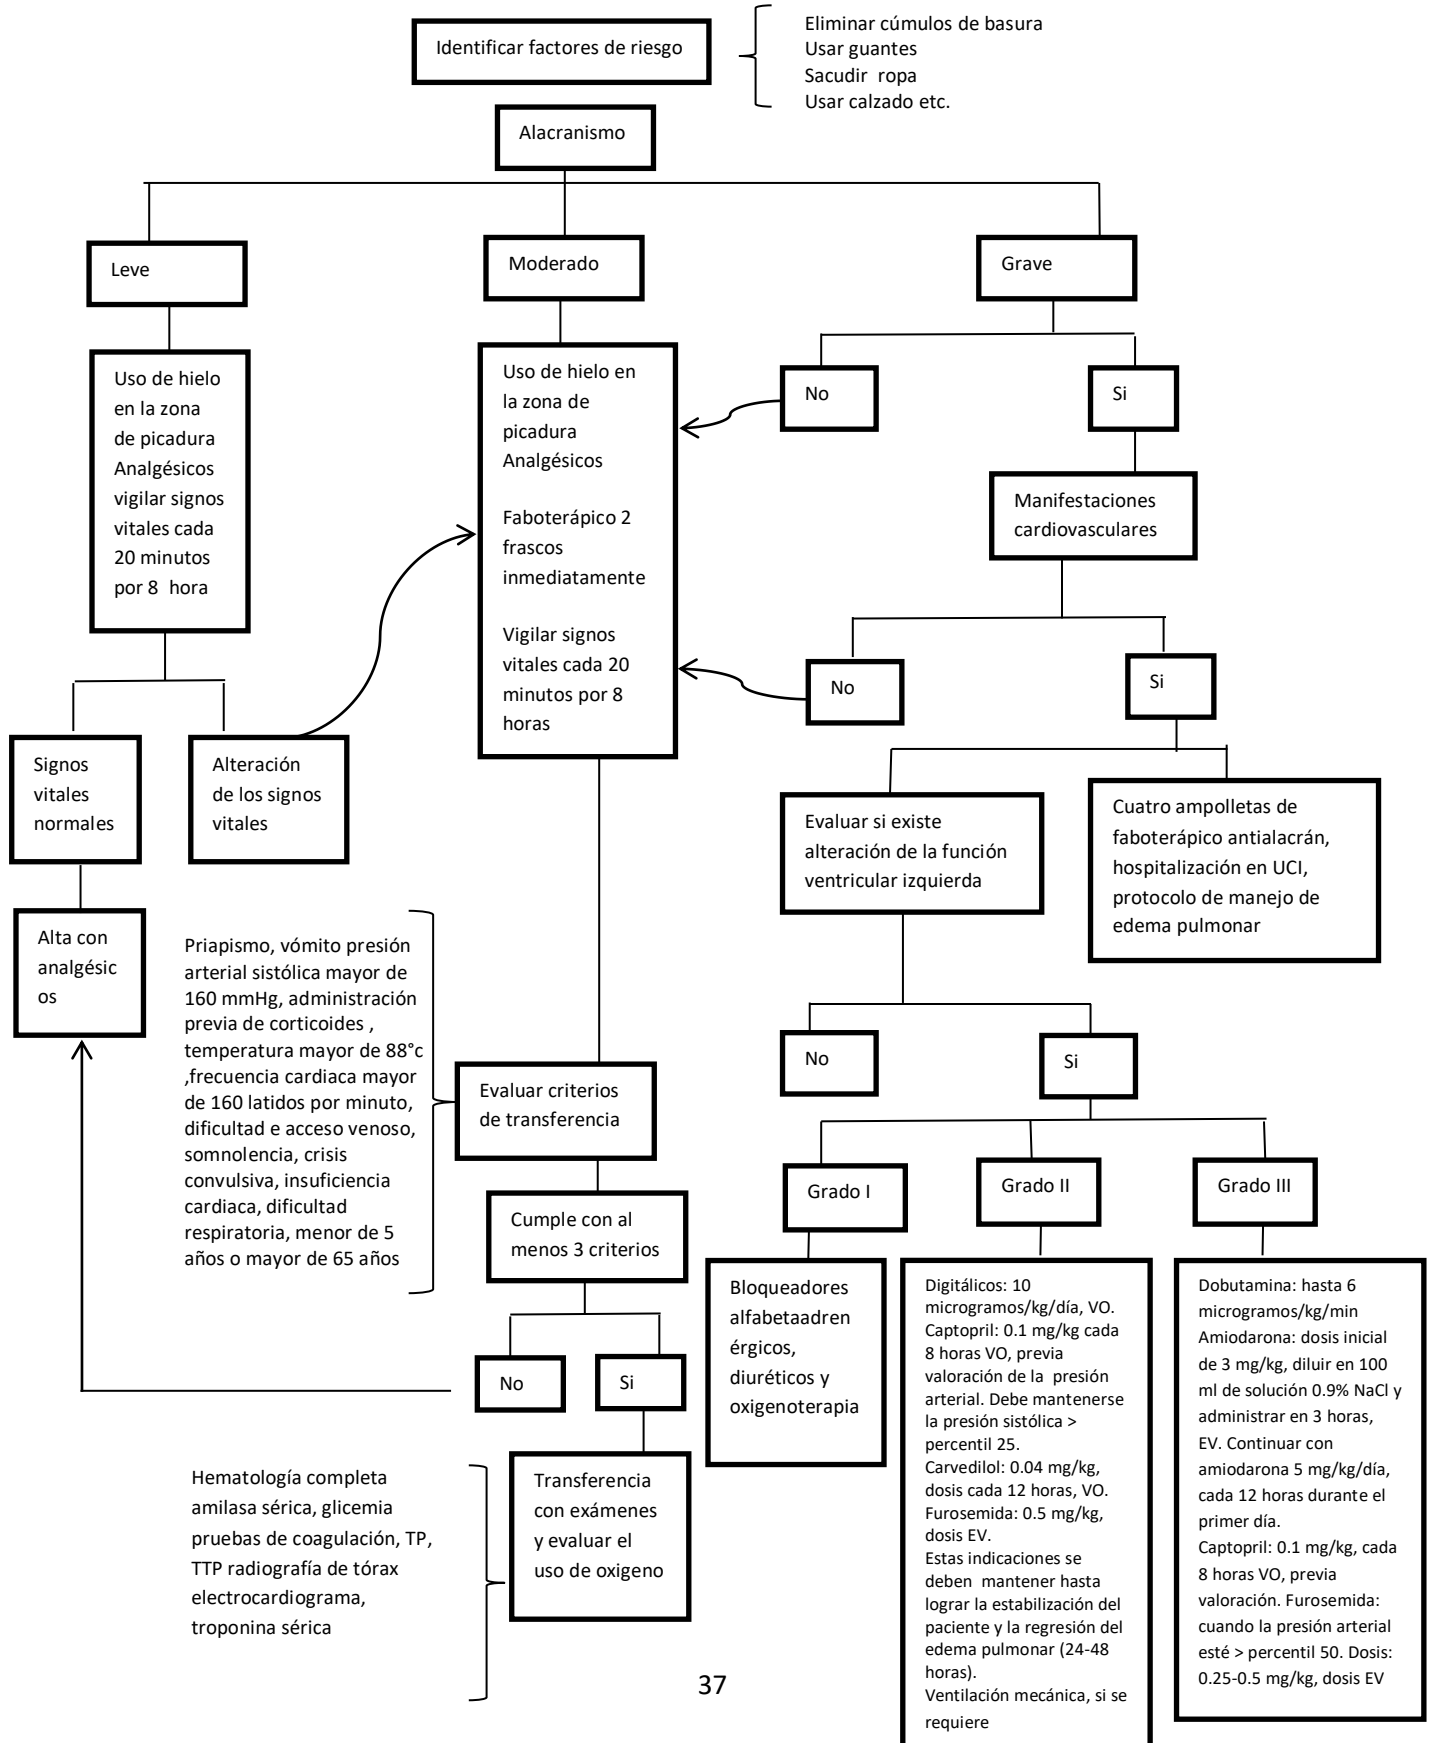 Identificar factores de riesgo
Eliminar cúmulos de basura
Usar guantes
Sacudir ropa
Usar calzado etc.
Alacranismo
Leve
Moderado
Grave
Uso de hielo
en la zona
de picadura
Analgésicos
vigilar signos
vitales cada
20 minutos
por 8 hora
Uso de hielo en
la zona de
picadura
Analgésicos
Faboterápico 2
frascos
inmediatamente
Vigilar signos
vitales cada 20
minutos por 8
horas
No
Si
Manifestaciones
cardiovasculares
No
Si
Signos
vitales
normales
Alteración
de los signos
vitales
Evaluar si existe
alteración de la función
ventricular izquierda
Cuatro ampolletas de
faboterápico antialacrán,
hospitalización en UCI,
protocolo de manejo de
edema pulmonar
Alta con
analgésic
os
Priapismo, vómito presión
arterial sistólica mayor de
160 mmHg, administración
previa de corticoides ,
temperatura mayor de 88°c
,frecuencia cardiaca mayor
de 160 latidos por minuto,
dificultad e acceso venoso,
somnolencia, crisis
convulsiva, insuficiencia
cardiaca, dificultad
respiratoria, menor de 5
años o mayor de 65 años
Evaluar criterios
de transferencia
No
Si
Cumple con al
menos 3 criterios
Grado I
Grado II
Grado III
No
Si
Bloqueadores
alfabetaadren
érgicos,
diuréticos y
oxigenoterapia
Digitálicos: 10
microgramos/kg/día, VO.
Captopril: 0.1 mg/kg cada
8 horas VO, previa
valoración de la presión
arterial. Debe mantenerse
la presión sistólica >
percentil 25.
Carvedilol: 0.04 mg/kg,
dosis cada 12 horas, VO.
Furosemida: 0.5 mg/kg,
dosis EV.
Estas indicaciones se
deben mantener hasta
lograr la estabilización del
paciente y la regresión del
edema pulmonar (24-48
horas).
Ventilación mecánica, si se
requiere
Dobutamina: hasta 6
microgramos/kg/min
Amiodarona: dosis inicial
de 3 mg/kg, diluir en 100
ml de solución 0.9% NaCl y
administrar en 3 horas,
EV. Continuar con
amiodarona 5 mg/kg/día,
cada 12 horas durante el
primer día.
Captopril: 0.1 mg/kg, cada
8 horas VO, previa
valoración. Furosemida:
cuando la presión arterial
esté > percentil 50. Dosis:
0.25-0.5 mg/kg, dosis EV
Hematología completa
amilasa sérica, glicemia
pruebas de coagulación, TP,
TTP radiografía de tórax
electrocardiograma,
troponina sérica
Transferencia
con exámenes
y evaluar el
uso de oxigeno
37